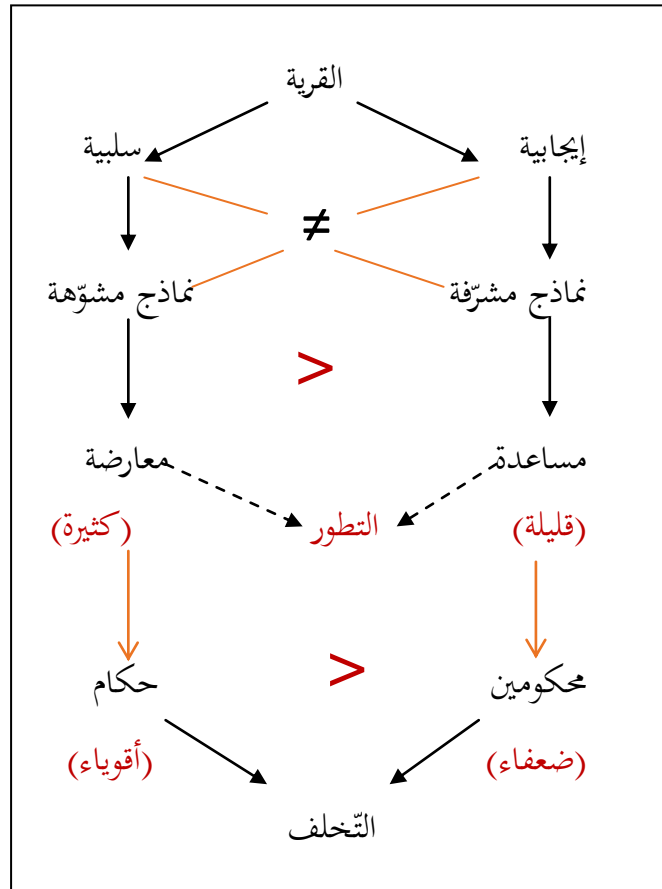 القرية
إيجابية
سلبية
≠
نماذج مشرّفة
نماذج مشوّهة
>
مساعدة
معارضة
(قليلة)
التطور
(كثيرة)
>
محكومين
حكام
(ضعفاء)
(أقوياء)
التّخلف